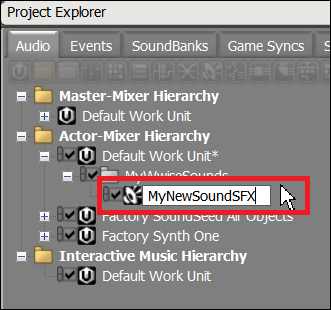 Project Explorer
Audio Events SoundBanks Game Syncs
Master-Mixer Hierarchy
Default Work Unit
Actor-Mixer Hierarchy
Default Work Unit*
MyWwiseSounds
MyNewSoundSFX
Factory SoundSeed Air Objects
Factory Synth One
Interactive Music Hierarchy
Default Work Unit